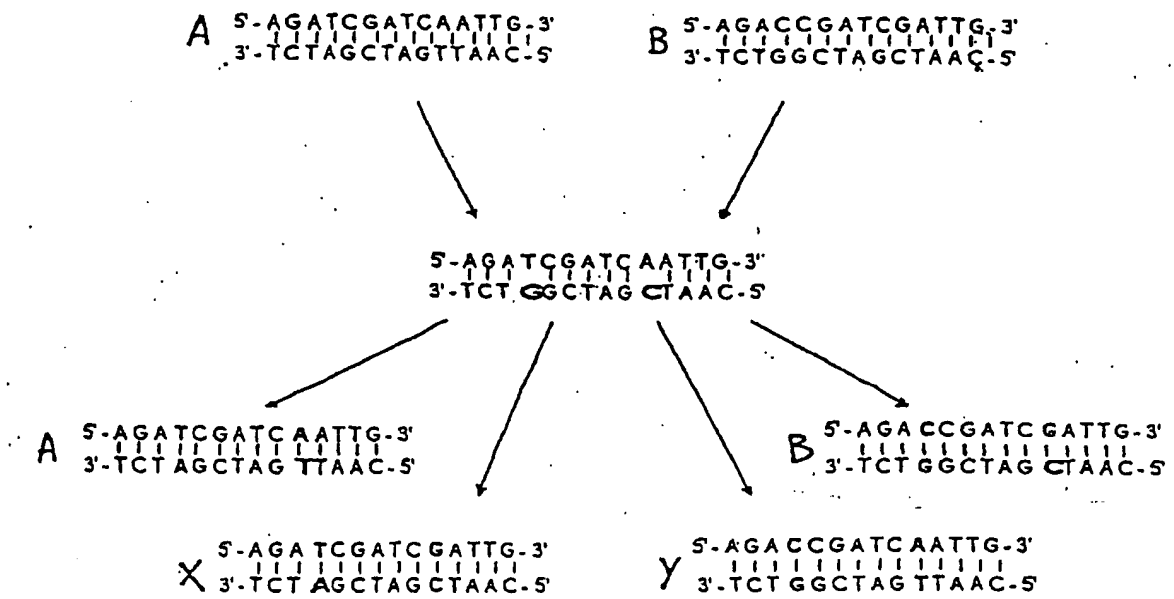 A
5'-AGATCGATCAATTG-3'
3'-TCTAGCTAGTTAAC-5'
B
5'-AGACCGATCGATTG-3'
3'-TCTGGCTAGCTAAC-5'
5'-AGATCGATCAATTG-3'
3'-TCTGGCTAGCTAAC-5'
A
5'-AGATCGATCAATTG-3'
3'-TCTAGCTAGTTAAC-5'
B
5'-AGACCGATCGATTG-3'
3'-TCTGGCTAGCTAAC-5'
X
5'-AGATCGATCGATTG-3'
3'-TCTAGCTAGCTAAC-5'
Y
5'-AGACCGATCAATTG-3'
3'-TCTGGCTAGTTAAC-5'